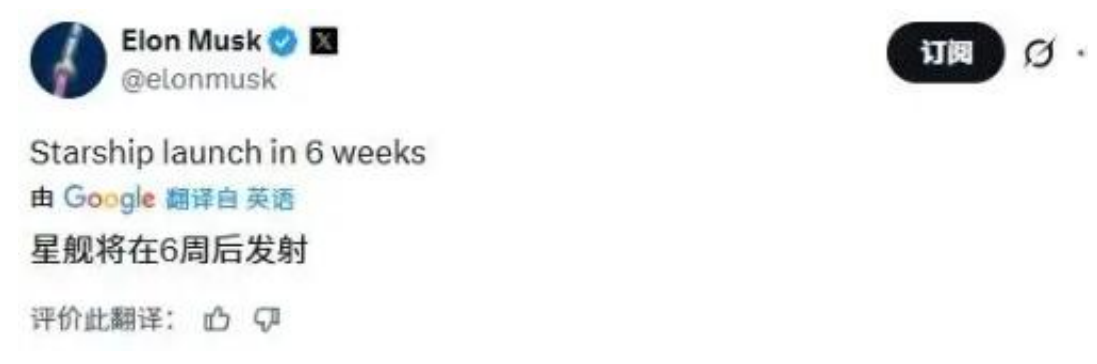 Elon Musk
@elonmusk
订阅
Starship launch in 6 weeks
由 Google 翻译自 英语
星舰将在6周后发射
评价此翻译: